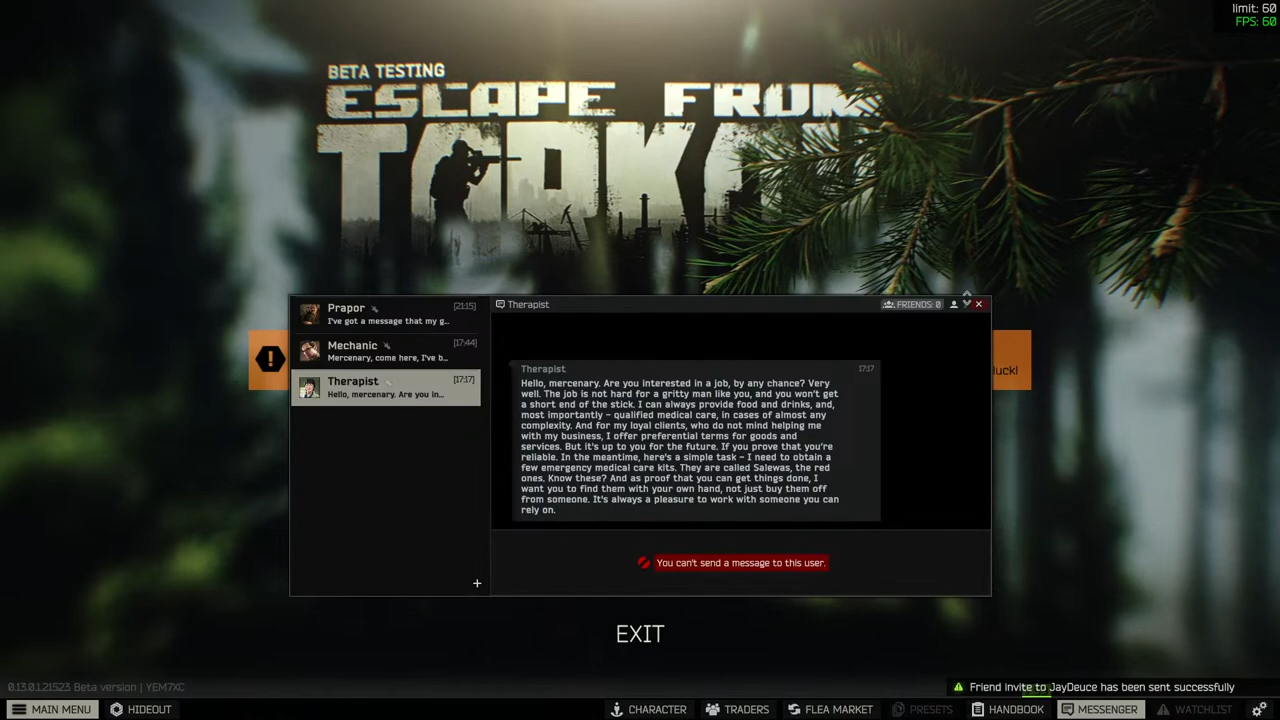 limit: 60
FPS: 60
BETA TESTING
ESCAPE FROM
Prapor
[21:15]
I've got a message that my g...
Mechanic
[17:44]
Mercenary, come here, I've b...
Therapist
[17:17]
Hello, mercenary. Are you in...
Therapist
FRIENDS: 0
Therapist
17:17
Hello, mercenary. Are you interested in a job, by any chance? Very
well. The job is not hard for a gritty man like you, and you won't get
a short end of the stick. I can always provide food and drinks, and,
most importantly – qualified medical care, in cases of almost any
complexity. And for my loyal clients, who do not mind helping me
with my business, I offer preferential terms for goods and
services. But it's up to you for the future. If you prove that you're
reliable. In the meantime, here's a simple task – I need to obtain a
few emergency medical care kits. They are called Salewas, the red
ones. Know these? And as proof that you can get things done, I
want you to find them with your own hand, not just buy them off
from someone. It's always a pleasure to work with someone you can
rely on.
luck!
You can't send a message to this user.
+
EXIT
0.13.0.1.21523 Beta version | YEM7XC
Friend invite to JayDeuce has been sent successfully
MAIN MENU
HIDEOUT
CHARACTER
TRADERS
FLEA MARKET
PRESETS
HANDBOOK
MESSENGER
WATCHLIST